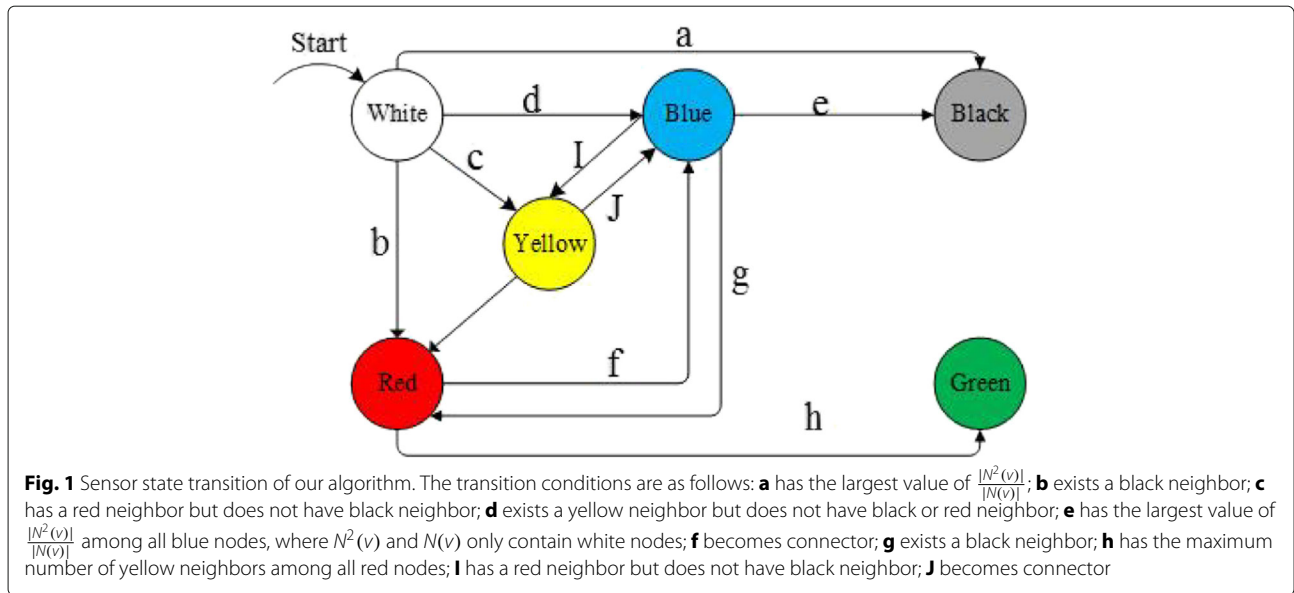 Start
a
White
d
Blue
e
Black
c
I
J
b
Yellow
g
Red
f
Green
h
Fig. 1 Sensor state transition of our algorithm. The transition conditions are as follows: a has the largest value of |N²(v)|/|N(v)|; b exists a black neighbor; c
has a red neighbor but does not have black neighbor; d exists a yellow neighbor but does not have black or red neighbor; e has the largest value of
|N²(v)|/|N(v)| among all blue nodes, where N²(v) and N(v) only contain white nodes; f becomes connector; g exists a black neighbor; h has the maximum
number of yellow neighbors among all red nodes; I has a red neighbor but does not have black neighbor; J becomes connector